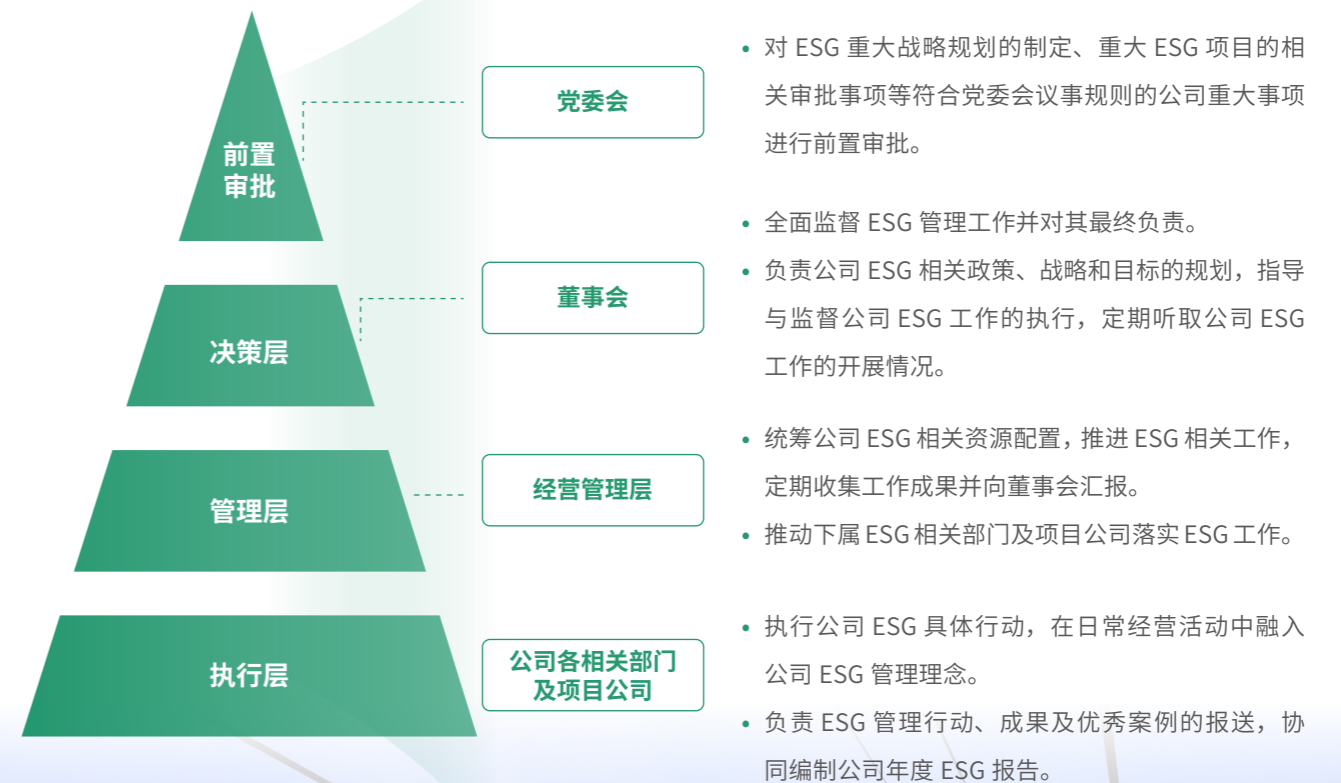 前置
审批
党委会
• 对 ESG 重大战略规划的制定、重大 ESG 项目的相
关审批事项等符合党委会议事规则的公司重大事项
进行前置审批。
决策层
董事会
• 全面监督 ESG 管理工作并对其最终负责。
• 负责公司 ESG 相关政策、战略和目标的规划，指导
与监督公司 ESG 工作的执行，定期听取公司 ESG
工作的开展情况。
管理层
经营管理层
• 统筹公司 ESG 相关资源配置，推进 ESG 相关工作，
定期收集工作成果并向董事会汇报。
• 推动下属 ESG 相关部门及项目公司落实 ESG 工作。
执行层
公司各相关部门
及项目公司
• 执行公司 ESG 具体行动，在日常经营活动中融入
公司 ESG 管理理念。
• 负责 ESG 管理行动、成果及优秀案例的报送，协
同编制公司年度 ESG 报告。